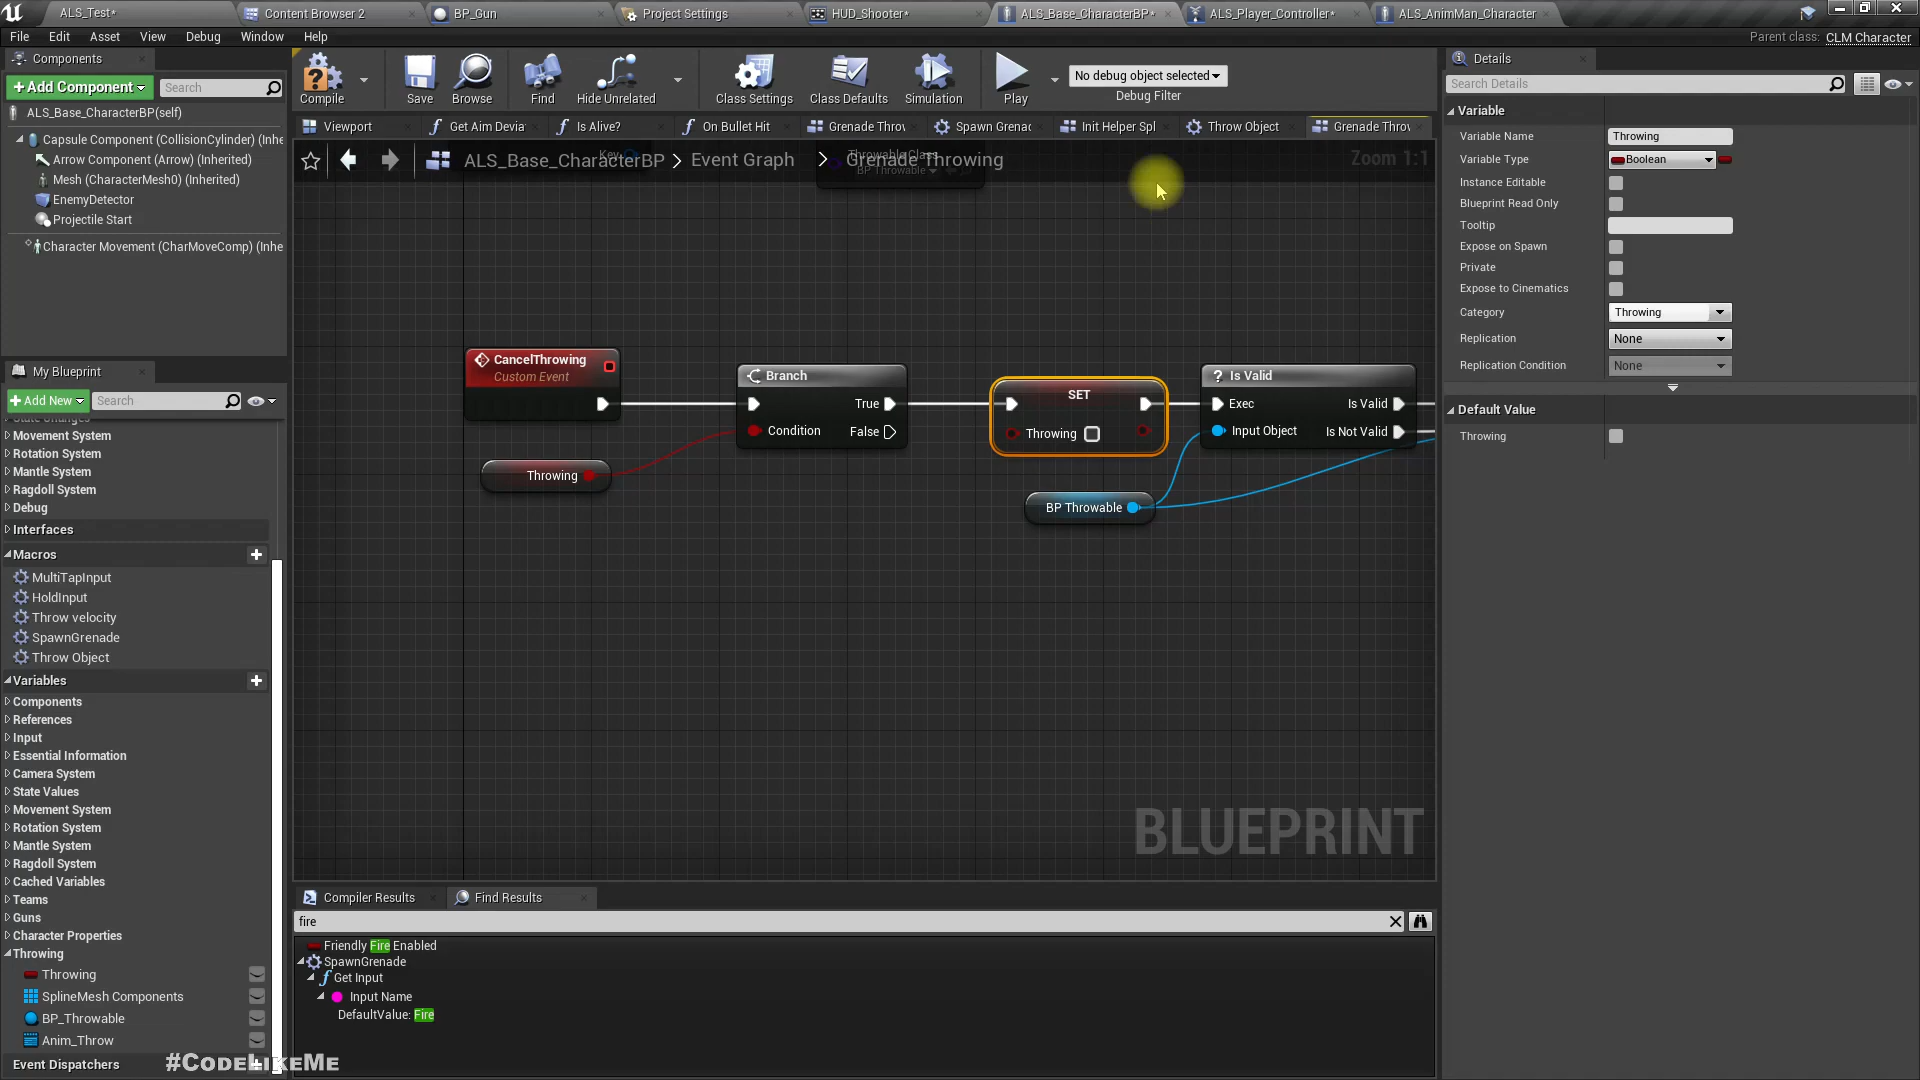 ALS_Test*
Content Browser 2
BP_Gun
Project Settings
HUD_Shooter*
ALS_Base_CharacterBP*
ALS_Player_Controller*
ALS_AnimMan_Character
File Edit Asset View Debug Window Help
Parent class: CLM Character
Components
+Add Component
Search
ALS_Base_CharacterBP(self)
Capsule Component (CollisionCylinder) (Inhe
Arrow Component (Arrow) (Inherited)
Mesh (CharacterMesh0) (Inherited)
EnemyDetector
Projectile Start
Character Movement (CharMoveComp) (Inhe
Compile
Save
Browse
Find
Hide Unrelated
Class Settings
Class Defaults
Simulation
Play
No debug object selected
Debug Filter
Viewport
Get Aim Devia
Is Alive?
On Bullet Hit
Grenade Throv
Spawn Grenac
Init Helper Spl
Throw Object
Grenade Throv
ALS_Base_CharacterBP > Event Graph > Grenade Throwing
Key
Throwable Class
BP Throwable
Zoom 1:1
CancelThrowing
Custom Event
Throwing
Branch
True
Condition
False
SET
Throwing
BP Throwable
Is Valid
Exec
Is Valid
Input Object
Is Not Valid
BLUEPRINT
My Blueprint
+Add New
Search
State Changes
Movement System
Rotation System
Mantle System
Ragdoll System
Debug
Interfaces
Macros
MultiTapInput
HoldInput
Throw velocity
SpawnGrenade
Throw Object
Variables
Components
References
Input
Essential Information
Camera System
State Values
Movement System
Rotation System
Mantle System
Ragdoll System
Cached Variables
Teams
Guns
Character Properties
Throwing
Throwing
SplineMesh Components
BP_Throwable
Anim_Throw
Event Dispatchers
#CodeLikeMe
Compiler Results
Find Results
fire
Friendly Fire Enabled
SpawnGrenade
Get Input
Input Name
DefaultValue: Fire
Details
Search Details
Variable
Variable Name Throwing
Variable Type Boolean
Instance Editable
Blueprint Read Only
Tooltip
Expose on Spawn
Private
Expose to Cinematics
Category Throwing
Replication None
Replication Condition None
Default Value
Throwing